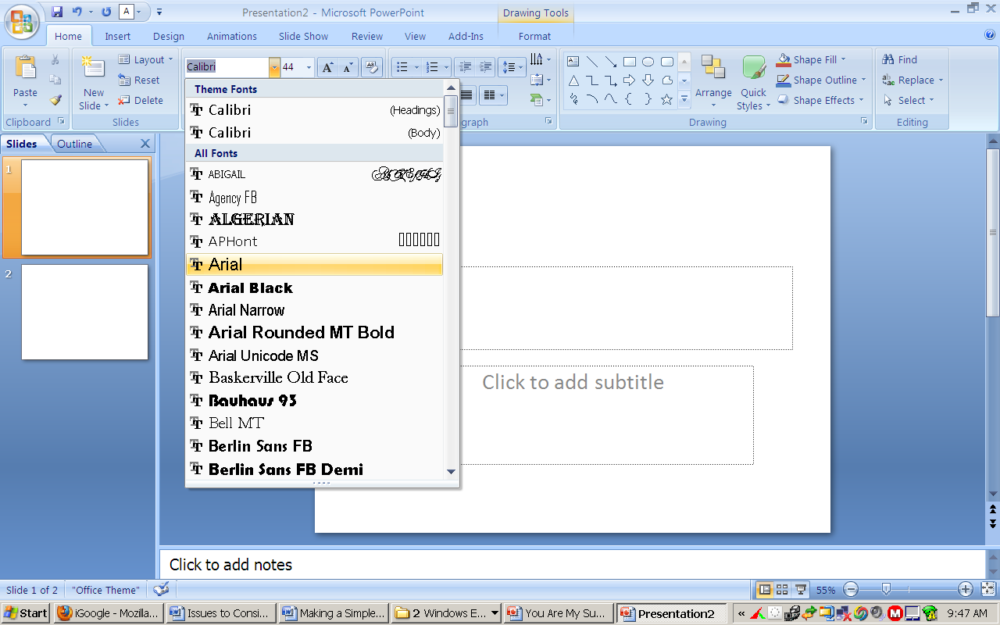 Presentation2 - Microsoft PowerPoint
Drawing Tools
Home Insert Design Animations Slide Show Review View Add-Ins Format
Calibri 44
Paste
Clipboard
New Slide
Layout
Reset
Delete
Slides
graph
Arrange
Quick Styles
Shape Fill
Shape Outline
Shape Effects
Drawing
Find
Replace
Select
Editing
Slides Outline
1
2
Theme Fonts
Calibri (Headings)
Calibri (Body)
All Fonts
ABIGAIL
Agency FB
ALGERIAN
APHont
Arial
Arial Black
Arial Narrow
Arial Rounded MT Bold
Arial Unicode MS
Baskerville Old Face
Bauhaus 93
Bell MT
Berlin Sans FB
Berlin Sans FB Demi
Click to add subtitle
Click to add notes
Slide 1 of 2 "Office Theme" 55%
Start iGoogle - Mozilla... Issues to Consi... Making a Simple... 2 Windows E... You Are My Su... Presentation2 9:47 AM